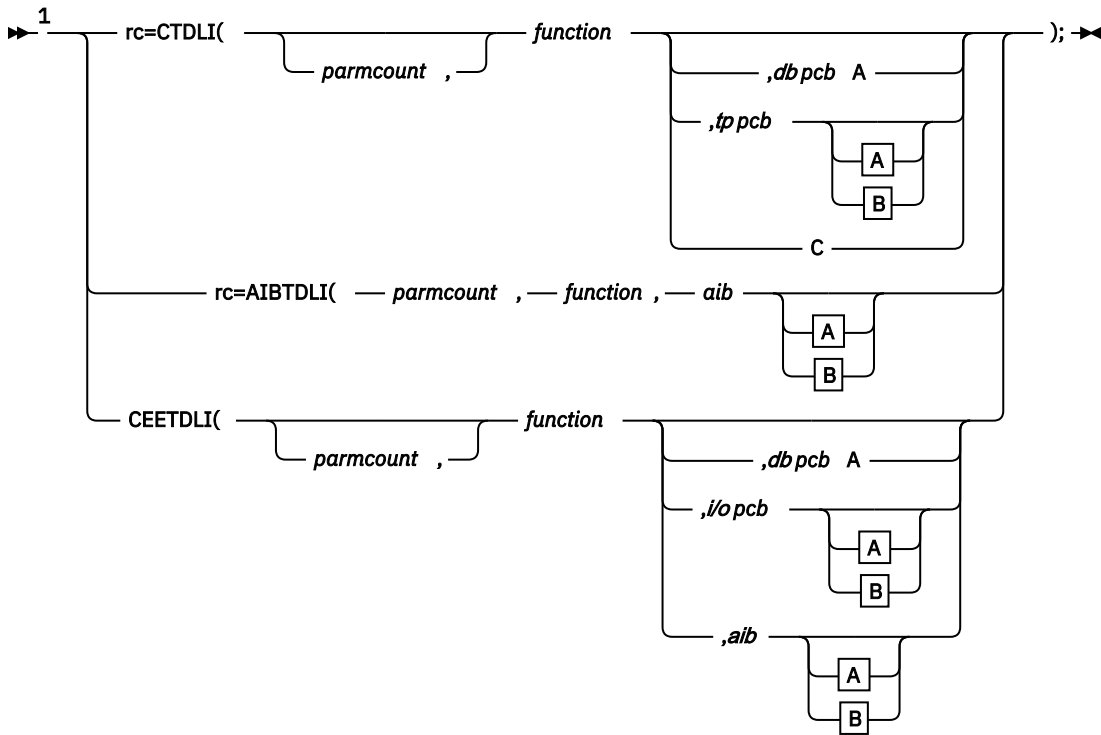 1
rc=CTDLI( parmcount , function ,db pcb A ,tp pcb A B C );
rc=AIBTDLI( parmcount , function , aib A B
CEETDLI( parmcount , function ,db pcb A ,i/o pcb A B ,aib A B